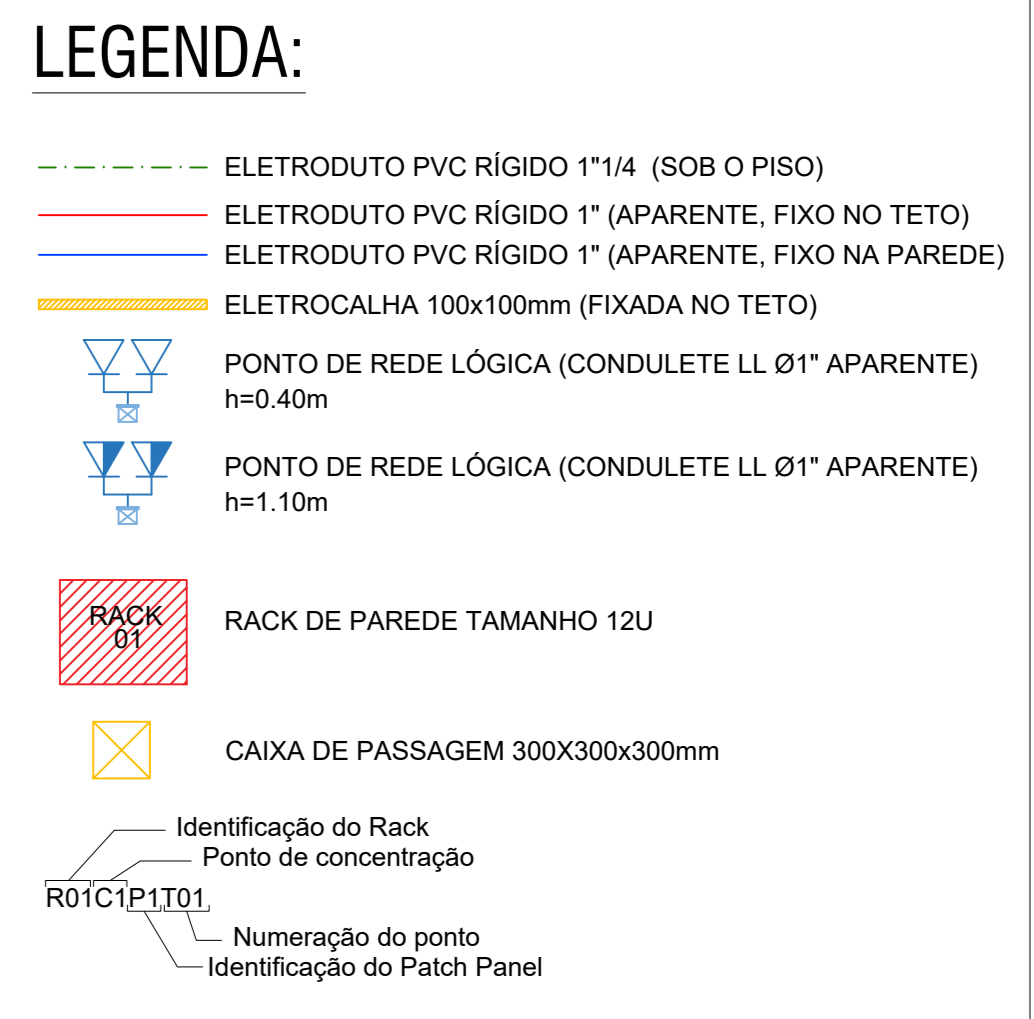 LEGENDA:
ELETRODUTO PVC RÍGIDO 1"1/4 (SOB O PISO)
ELETRODUTO PVC RÍGIDO 1" (APARENTE, FIXO NO TETO)
ELETRODUTO PVC RÍGIDO 1" (APARENTE, FIXO NA PAREDE)
ELETROCALHA 100x100mm (FIXADA NO TETO)
PONTO DE REDE LÓGICA (CONDULETE LL Ø1" APARENTE)
h=0.40m
PONTO DE REDE LÓGICA (CONDULETE LL Ø1" APARENTE)
h=1.10m
RACK
01
RACK DE PAREDE TAMANHO 12U
CAIXA DE PASSAGEM 300X300x300mm
Identificação do Rack
Ponto de concentração
R01C1P1T01
Numeração do ponto
Identificação do Patch Panel